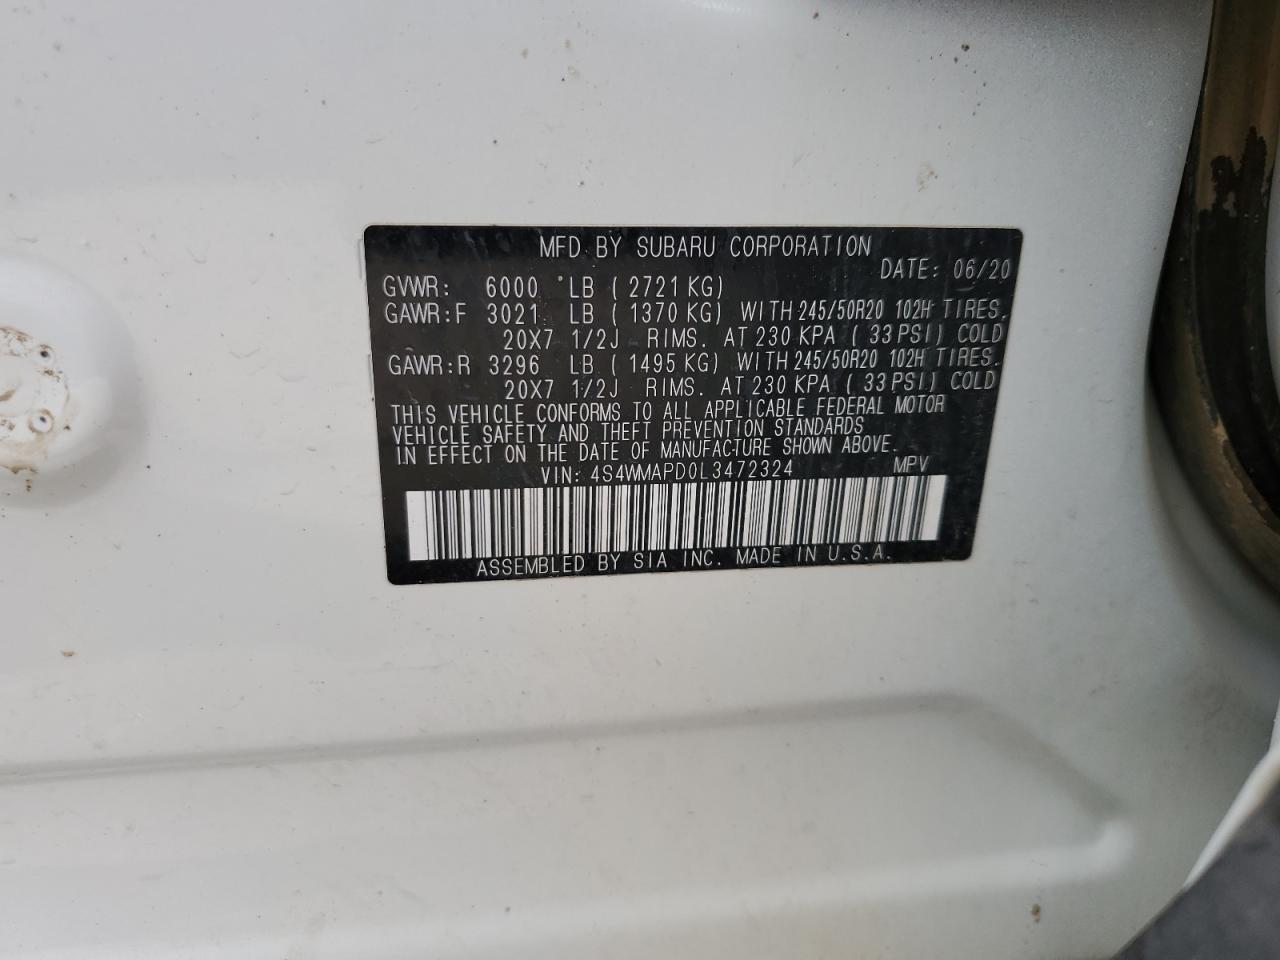 MFD BY SUBARU CORPORATION
DATE: 06/20
GVWR: 6000 LB ( 2721 KG)
GAWR:F 3021 LB ( 1370 KG) WITH 245/50R20 102H TIRES.
20X7 1/2J RIMS. AT 230 KPA ( 33 PSI) COLD
GAWR:R 3296 LB ( 1495 KG) WITH 245/50R20 102H TIRES.
20X7 1/2J RIMS. AT 230 KPA ( 33 PSI) COLD
THIS VEHICLE CONFORMS TO ALL APPLICABLE FEDERAL MOTOR
VEHICLE SAFETY AND THEFT PREVENTION STANDARDS
IN EFFECT ON THE DATE OF MANUFACTURE SHOWN ABOVE.
VIN: 4S4WMAPD0L3472324 MPV
ASSEMBLED BY SIA INC. MADE IN U.S.A.